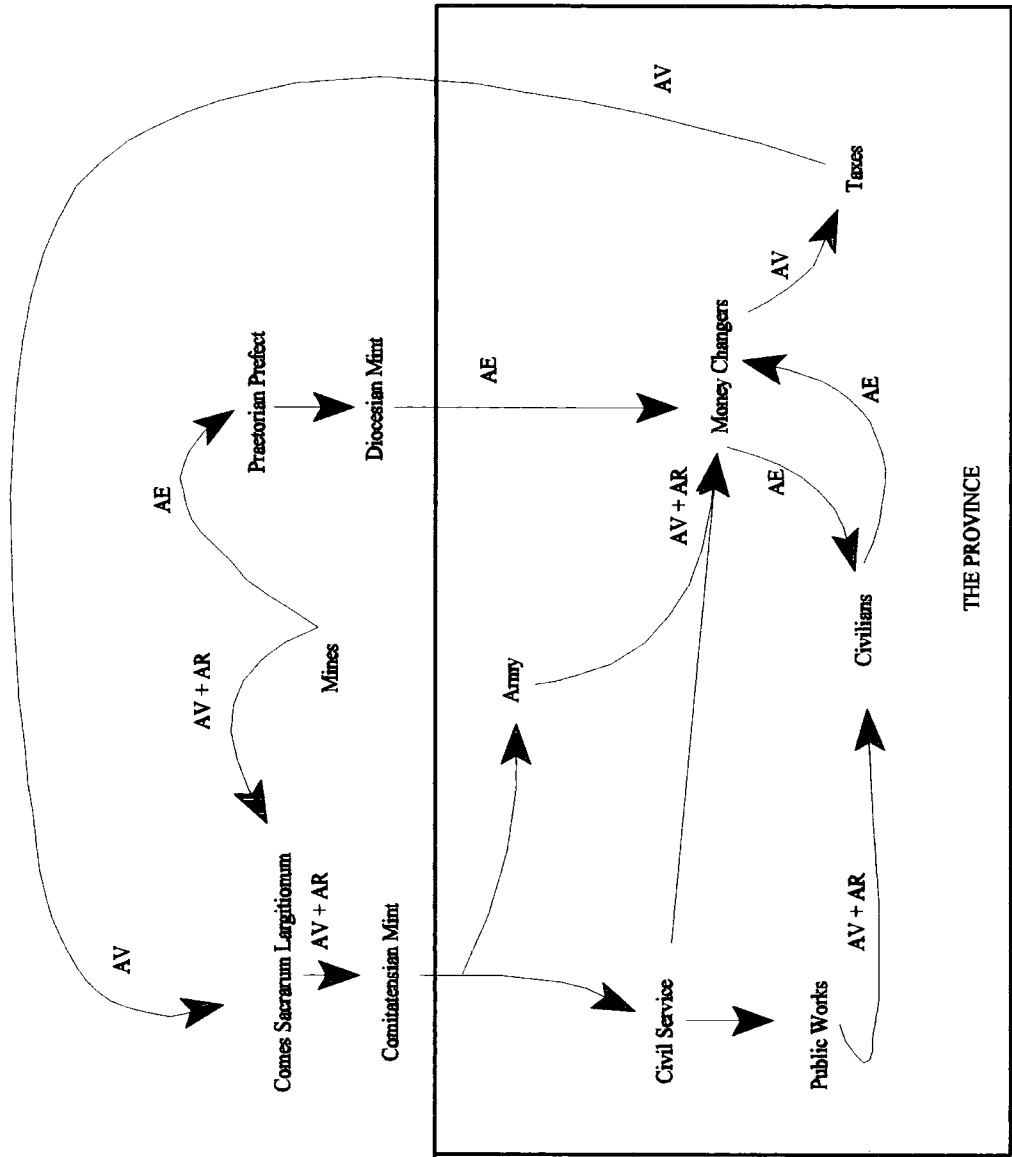 AV
Comes Sacrarum Largitionum
AV + AR
Comitatensian Mint
AV + AR
Mines
AE
Praetorian Prefect
Diocesian Mint
AE
Army
AV + AR
Civil Service
Public Works
AV + AR
Civilians
AE
AE
Money Changers
AV
Taxes
AV
THE PROVINCE